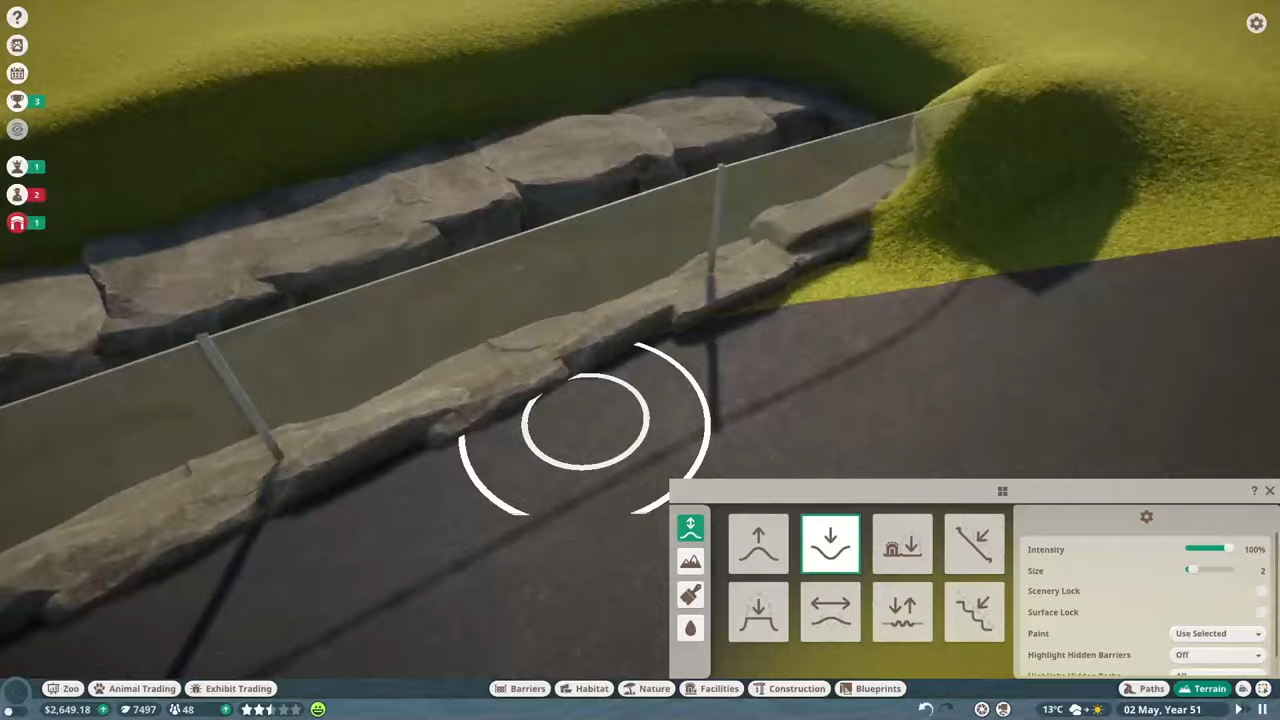 ?
3
1
2
1
? ×
Intensity 100%
Size 2
Scenery Lock
Surface Lock
Paint Use Selected
Highlight Hidden Barriers Off
Zoo Animal Trading Exhibit Trading Barriers Habitat Nature Facilities Construction Blueprints Paths Terrain
$2,649.18 7497 48 13°C 02 May, Year 51